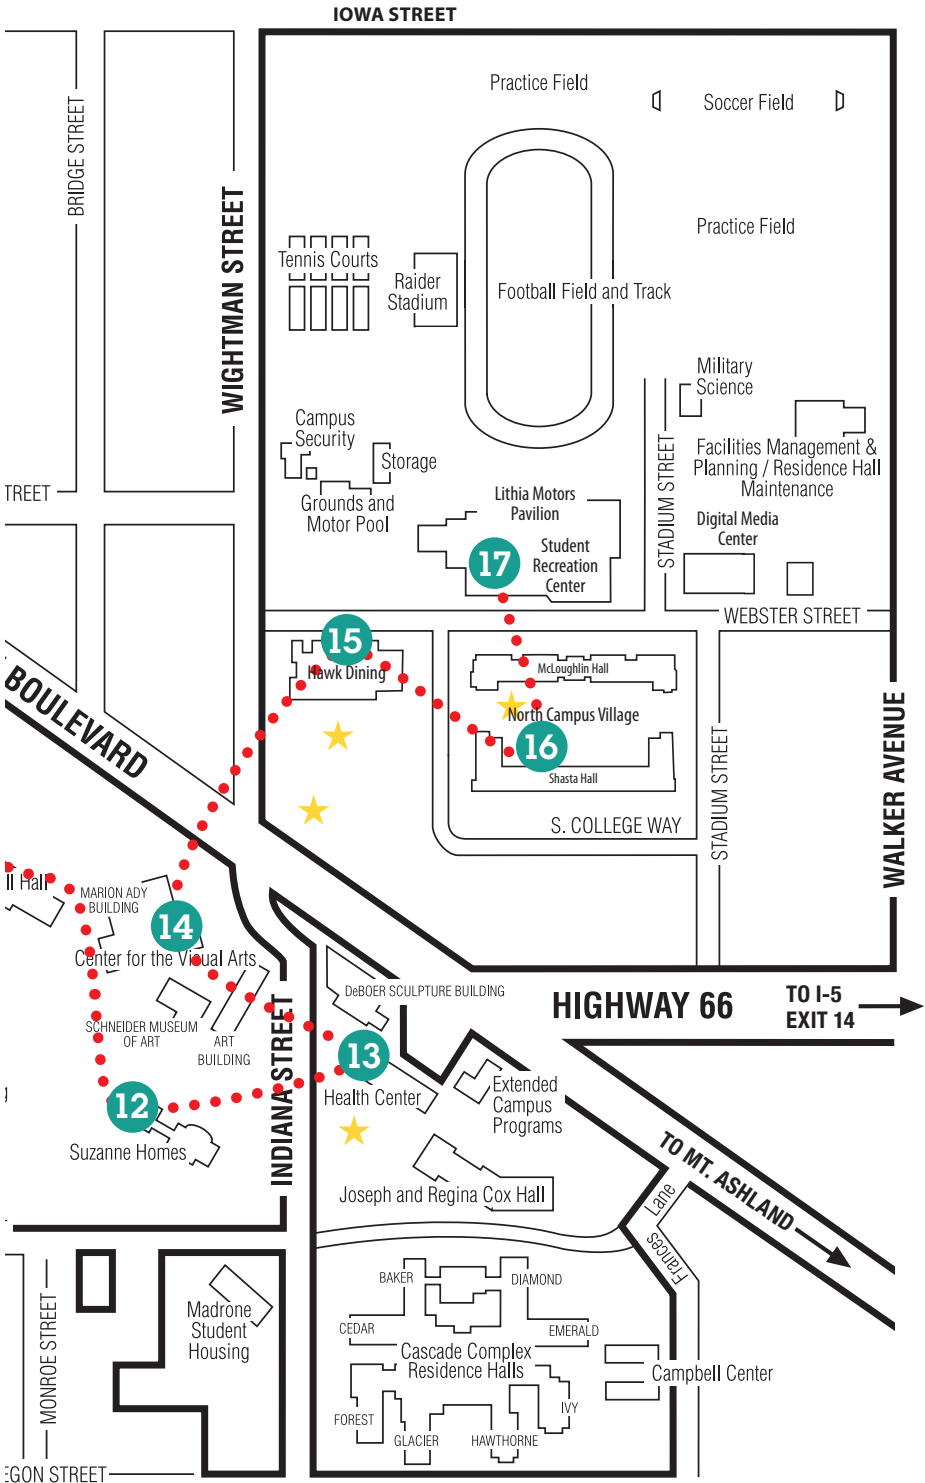 IOWA STREET
Practice Field
Soccer Field
BRIDGE STREET
WIGHTMAN STREET
Practice Field
Tennis Courts
Raider
Stadium
Football Field and Track
Military
Science
Campus
Security
Storage
Facilities Management &
Planning / Residence Hall
Maintenance
TREET
Grounds and
Motor Pool
Lithia Motors
Pavilion
STADIUM STREET
Digital Media
Center
17
Student
Recreation
Center
WEBSTER STREET
15
Hawk Dining
McLoughlin Hall
BOULEVARD
North Campus Village
16
Shasta Hall
WALKER AVENUE
STADIUM STREET
S. COLLEGE WAY
ll Hall
MARION ADY
BUILDING
14
Center for the Visual Arts
DeBOER SCULPTURE BUILDING
HIGHWAY 66
TO I-5
EXIT 14
SCHNEIDER MUSEUM
OF ART
ART
BUILDING
INDIANA STREET
13
Health Center
Extended
Campus
Programs
g
12
Suzanne Homes
TO MT. ASHLAND
Joseph and Regina Cox Hall
Frances Lane
BAKER
DIAMOND
Madrone
Student
Housing
MONROE STREET
CEDAR
EMERALD
Cascade Complex
Residence Halls
Campbell Center
FOREST
IVY
GLACIER
HAWTHORNE
EGON STREET